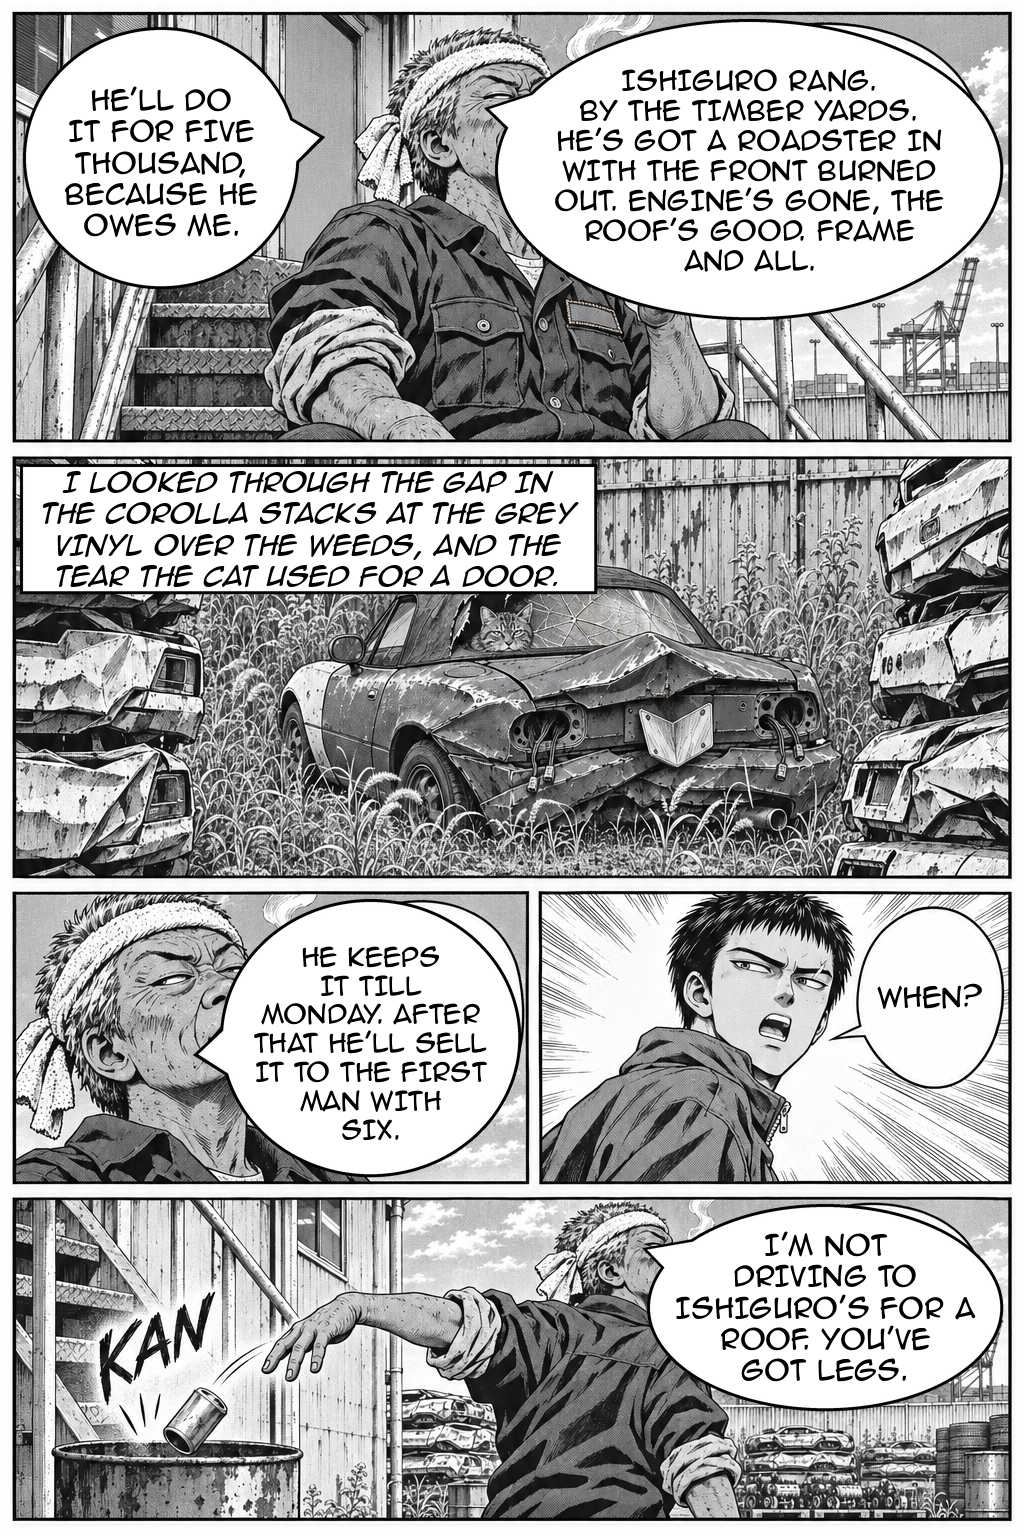 HE'LL DO
IT FOR FIVE
THOUSAND,
BECAUSE HE
OWES ME.
ISHIGURO RANG.
BY THE TIMBER YARDS.
HE'S GOT A ROADSTER IN
WITH THE FRONT BURNED
OUT. ENGINE'S GONE, THE
ROOF'S GOOD. FRAME
AND ALL.
I LOOKED THROUGH THE GAP IN
THE COROLLA STACKS AT THE GREY
VINYL OVER THE WEEDS, AND THE
TEAR THE CAT USED FOR A DOOR.
HE KEEPS
IT TILL
MONDAY. AFTER
THAT HE'LL SELL
IT TO THE FIRST
MAN WITH
SIX.
WHEN?
KAN
I'M NOT
DRIVING TO
ISHIGURO'S FOR A
ROOF. YOU'VE
GOT LEGS.